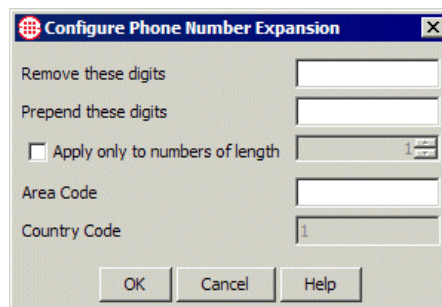 Configure Phone Number Expansion
Remove these digits
Prepend these digits
Apply only to numbers of length 1
Area Code
Country Code 1
OK Cancel Help